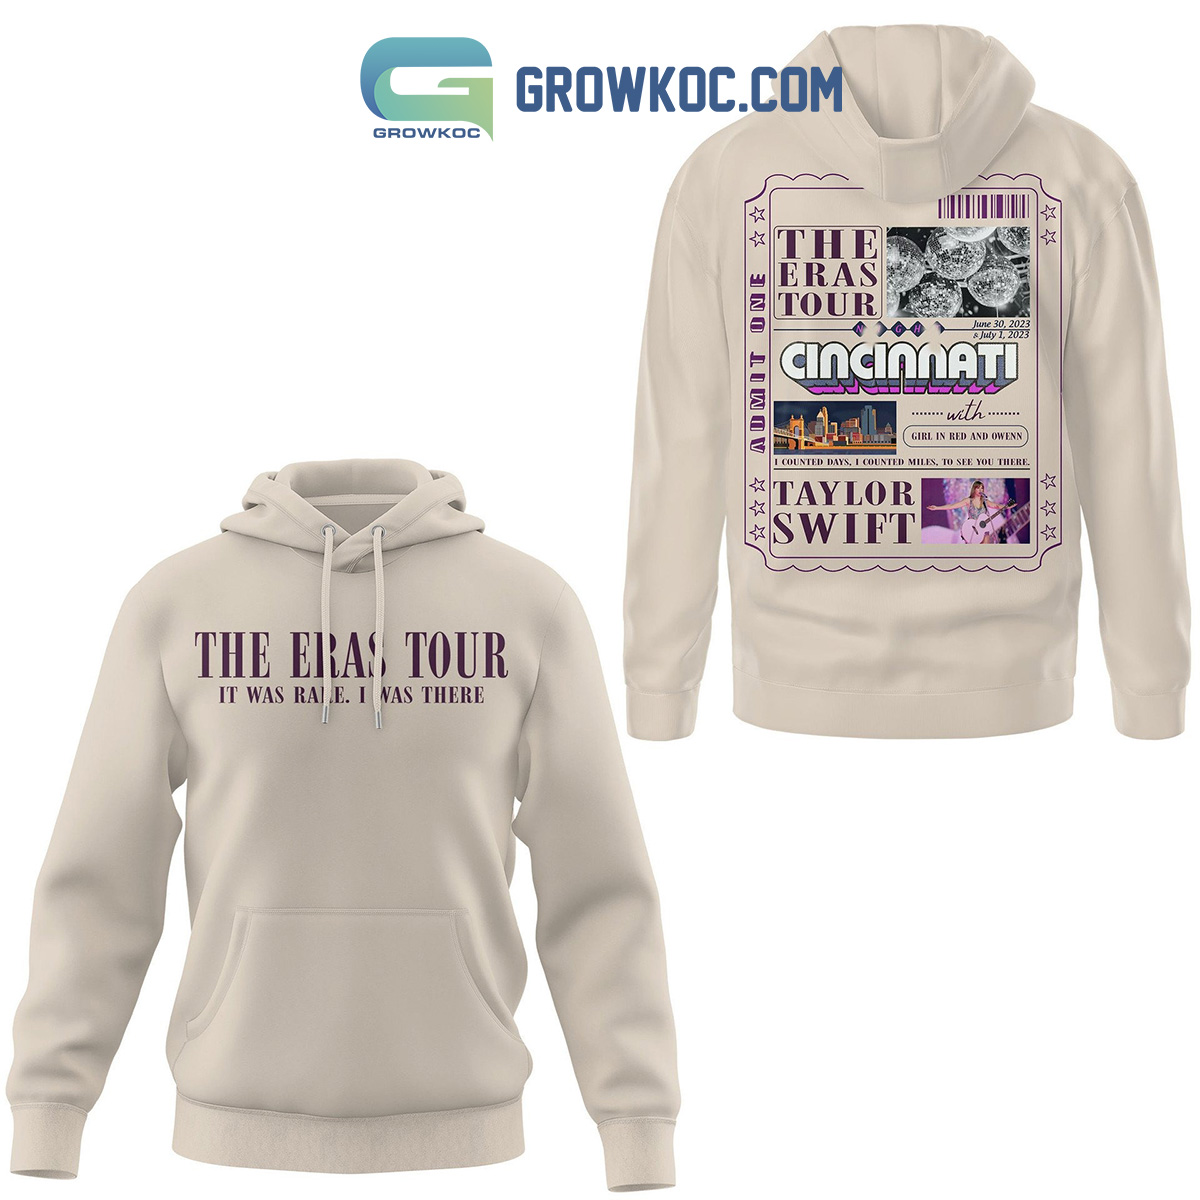 GROWKOC
GROWKOC.COM
THE
ERAS
TOUR
June 30, 2023
& July 1, 2023
CINCINNATI
ADMIT ONE
with
GIRL IN RED AND OWENN
I COUNTED DAYS, I COUNTED MILES, TO SEE YOU THERE.
TAYLOR
SWIFT
THE ERAS TOUR
IT WAS RARE. I WAS THERE